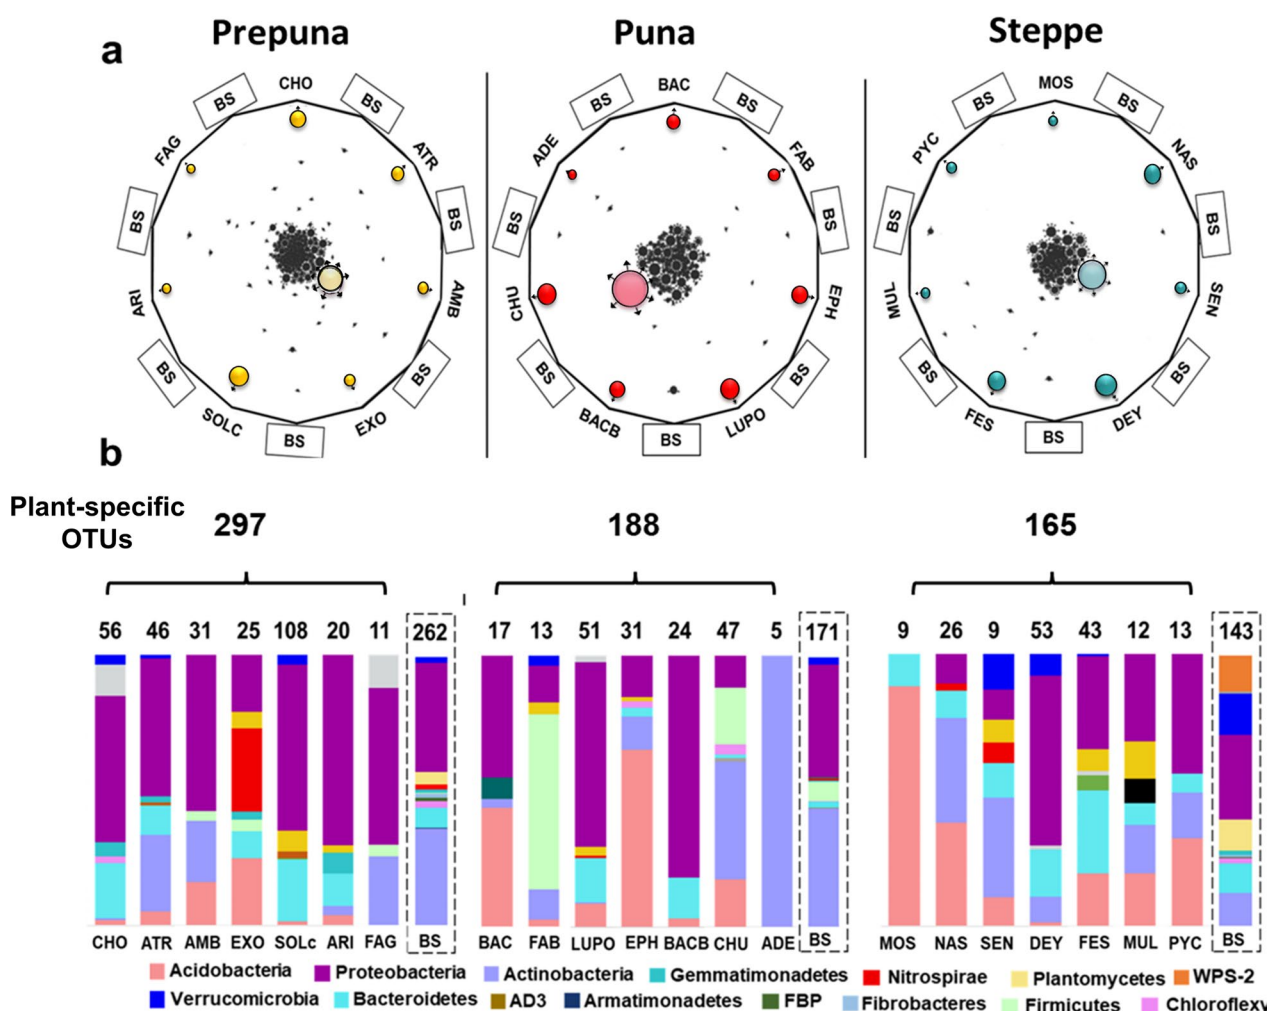 a
Prepuna
Puna
Steppe
CHO
BS
ATR
BS
AMB
BS
EXO
BS
SOLC
BS
ARI
BS
FAG
BS
BAC
BS
FAB
BS
EPH
BS
LUPO
BS
BACB
BS
CHU
BS
ADE
BS
MOS
BS
NAS
BS
SEN
BS
DEY
BS
FES
BS
MUL
BS
PYC
BS
b
Plant-specific
OTUs
297
188
165
56 46 31 25 108 20 11 262
17 13 51 31 24 47 5 171
9 26 9 53 43 12 13 143
CHO ATR AMB EXO SOLc ARI FAG BS
BAC FAB LUPO EPH BACB CHU ADE BS
MOS NAS SEN DEY FES MUL PYC BS
Acidobacteria Proteobacteria Actinobacteria Gemmatimonadetes Nitrospirae Plantomycetes WPS-2
Verrucomicrobia Bacteroidetes AD3 Armatimonadetes FBP Fibrobacteres Firmicutes Chloroflexy